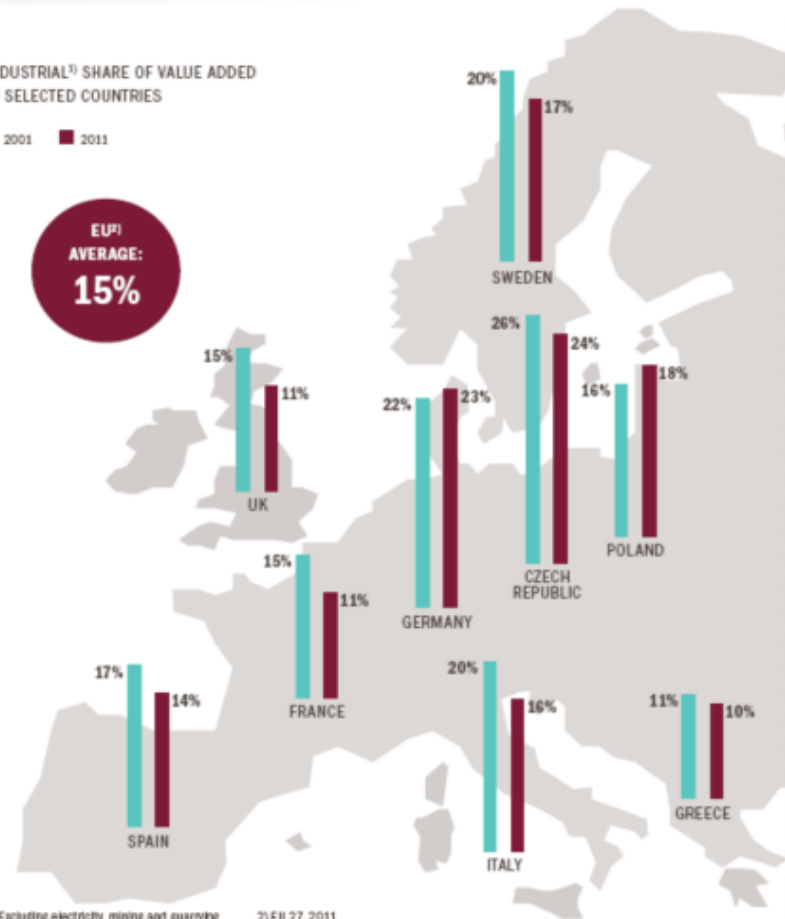 DUSTRIAL¹⁾ SHARE OF VALUE ADDED
SELECTED COUNTRIES
2001 2011
EU²⁾
AVERAGE:
15%
20%
17%
SWEDEN
26%
24%
CZECH
REPUBLIC
16%
18%
POLAND
15%
11%
UK
22%
23%
GERMANY
15%
11%
FRANCE
17%
14%
SPAIN
20%
16%
ITALY
11%
10%
GREECE
Excluding electricity, mining and quarrying 2) EU 27, 2011